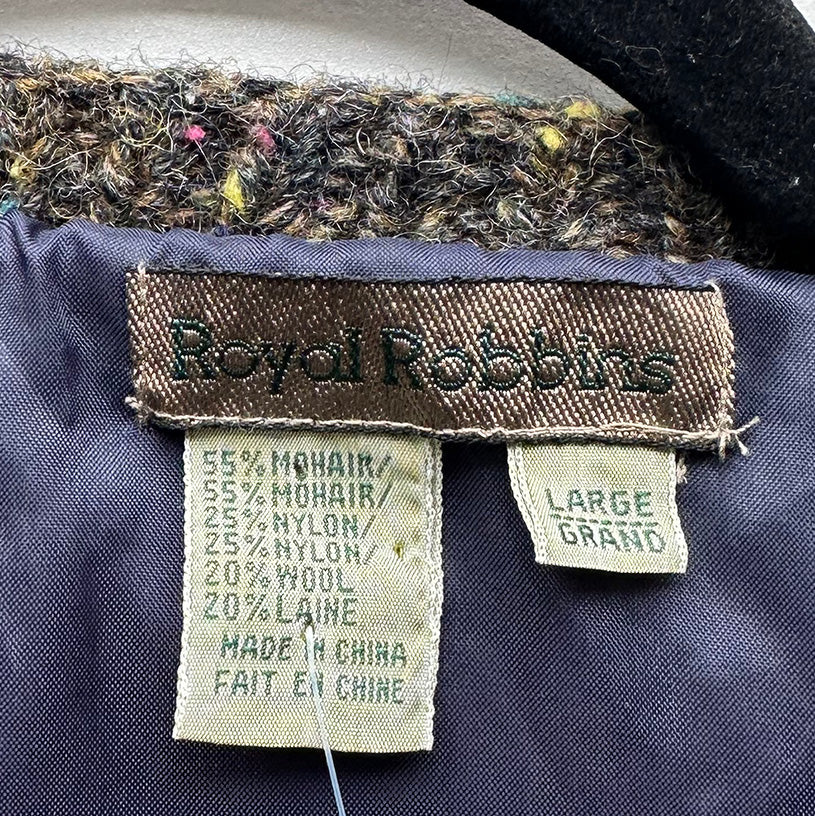 Royal Robbins
55% MOHAIR/
55% MOHAIR/
25% NYLON/
25% NYLON/
20% WOOL
20% LAINE
MADE IN CHINA
FAIT EN CHINE
LARGE
GRAND